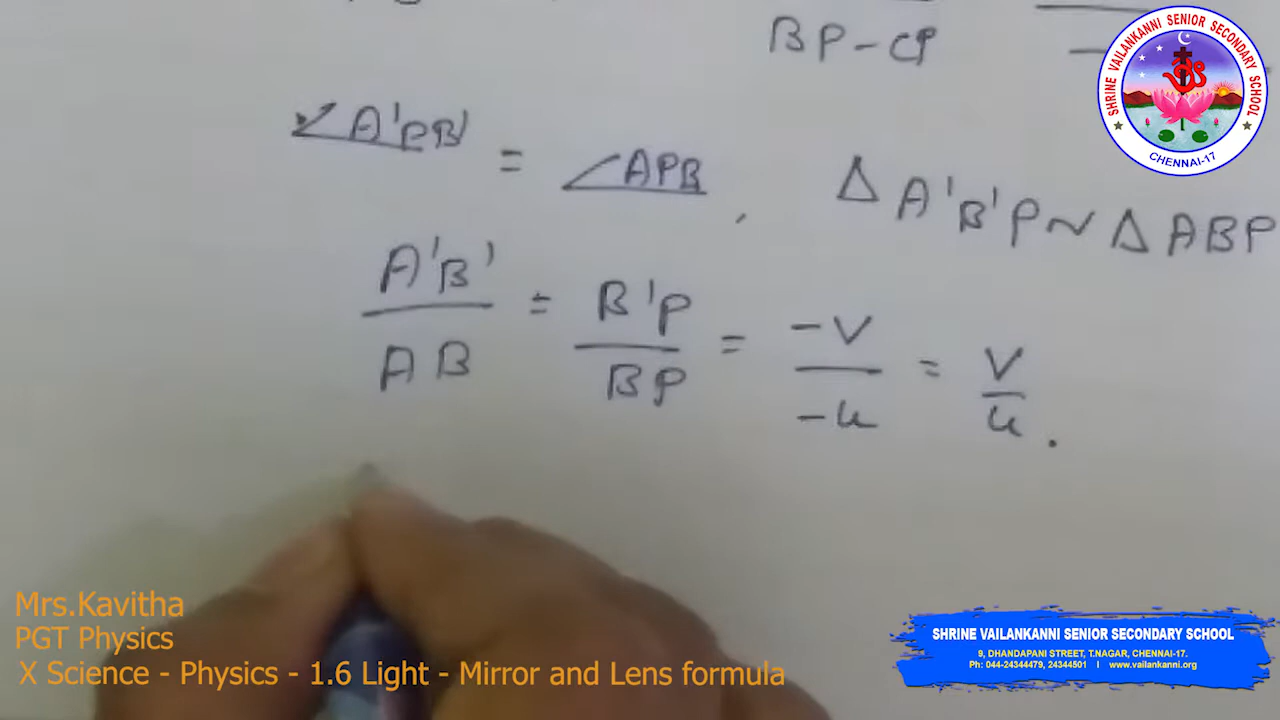 BP - CP
∠A'PB' = ∠APB, Δ A'B'P ~ Δ ABP
A'B' / AB = B'P / BP = -v / -u = v / u .
SHRINE VAILANKANNI SENIOR SECONDARY SCHOOL
CHENNAI-17
Mrs.Kavitha
PGT Physics
X Science - Physics - 1.6 Light - Mirror and Lens formula
SHRINE VAILANKANNI SENIOR SECONDARY SCHOOL
9, DHANDAPANI STREET, T.NAGAR, CHENNAI-17.
Ph: 044-24344479, 24344501 | www.vailankanni.org